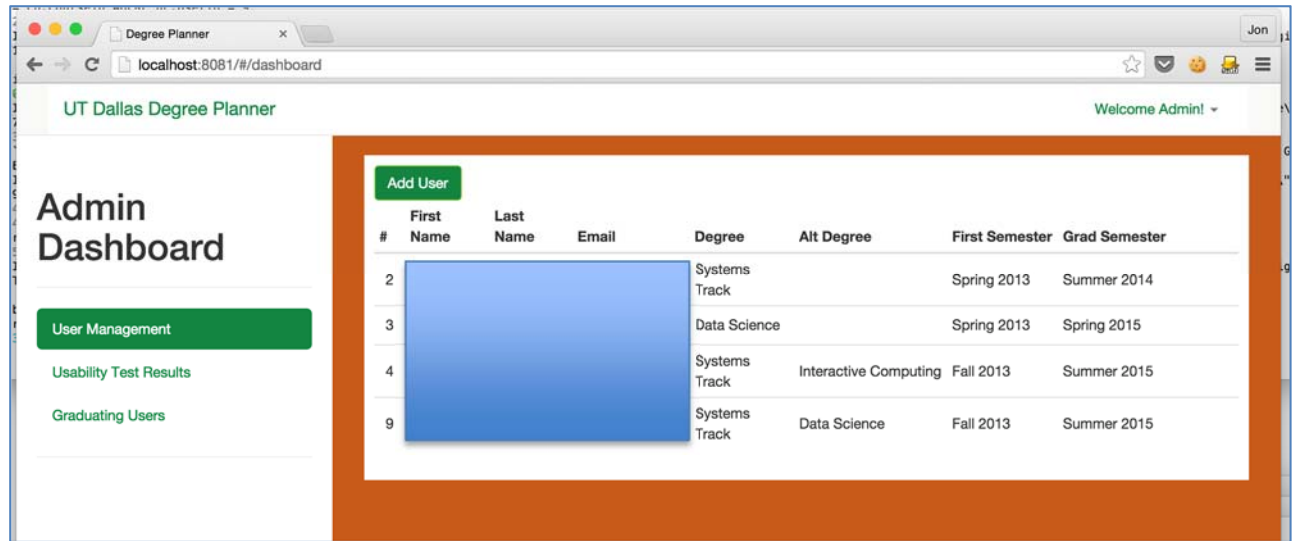 Degree Planner
Jon
localhost:8081/#/dashboard
UT Dallas Degree Planner
Welcome Admin!
Admin
Dashboard
User Management
Usability Test Results
Graduating Users
Add User
# First Name Last Name Email Degree Alt Degree First Semester Grad Semester
2 Systems Track Spring 2013 Summer 2014
3 Data Science Spring 2013 Spring 2015
4 Systems Track Interactive Computing Fall 2013 Summer 2015
9 Systems Track Data Science Fall 2013 Summer 2015